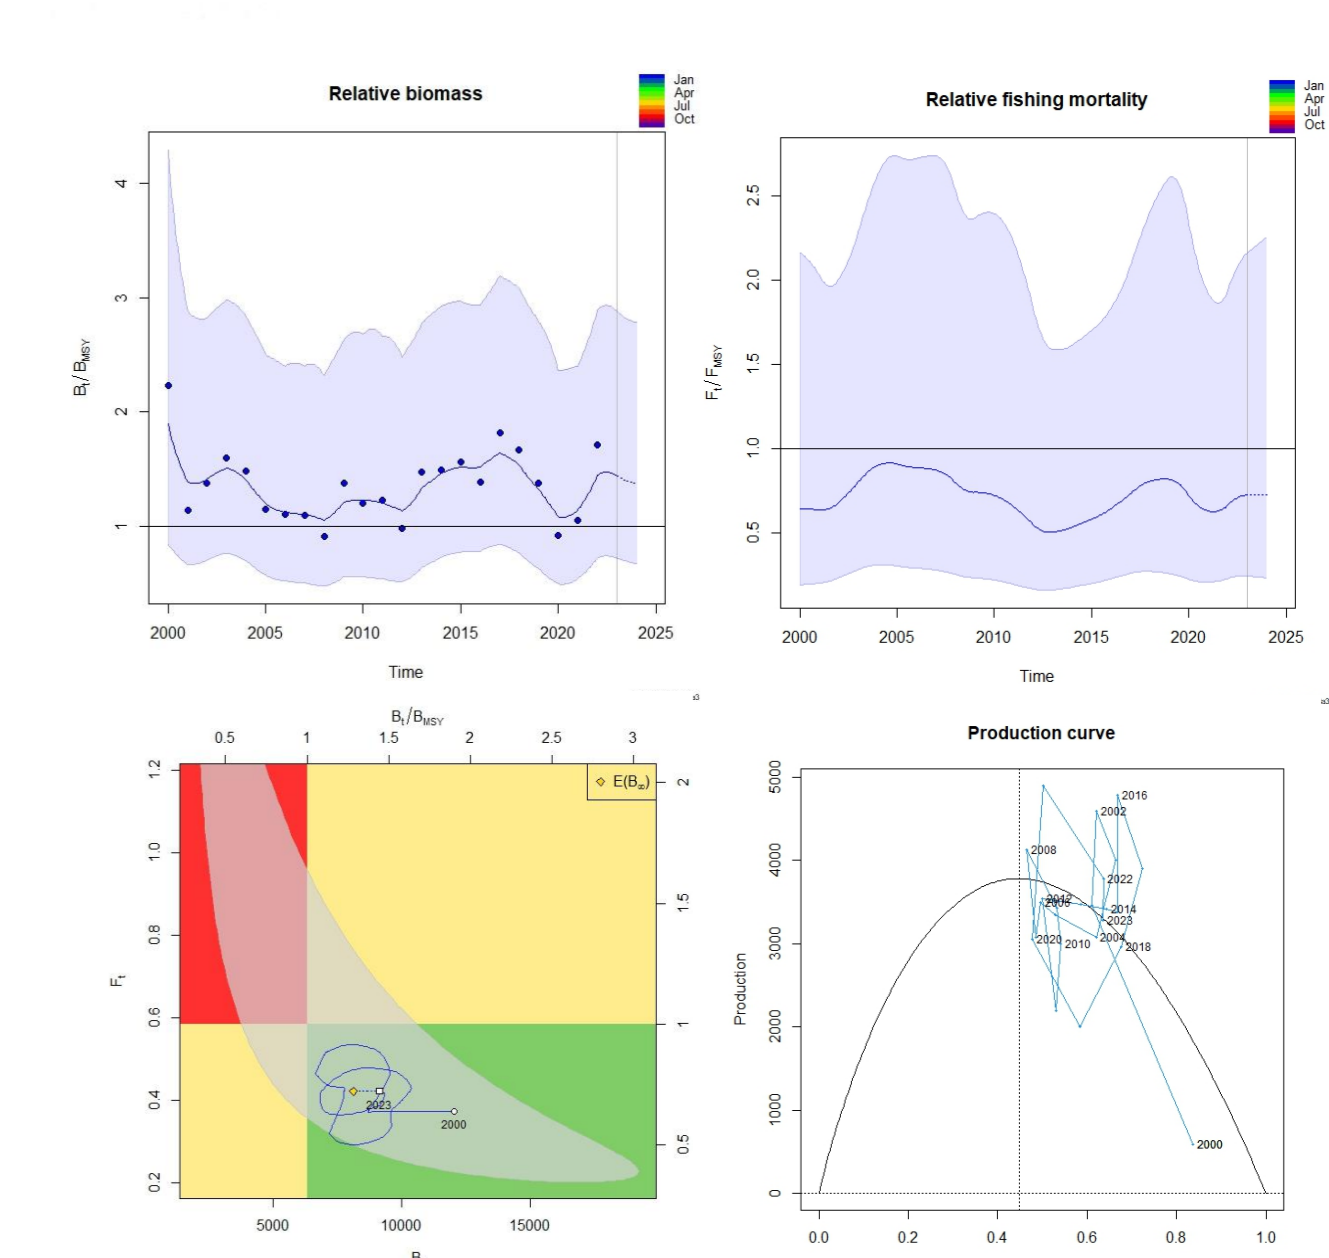 Relative biomass
Jan
Apr
Jul
Oct
4
3
2
1
Bt/BMSY
2000 2005 2010 2015 2020 2025
Time
Relative fishing mortality
Jan
Apr
Jul
Oct
2.5
2.0
1.5
1.0
0.5
Ft/FMSY
2000 2005 2010 2015 2020 2025
Time
Bt/BMSY
0.5 1 1.5 2 2.5 3
1.2
1.0
0.8
0.6
0.4
0.2
Ft
E(B∞)
2
1.5
1
0.5
2023
2000
5000 10000 15000
Production curve
5000
4000
3000
2000
1000
0
Production
2016
2002
2008
2022
2012
2014
2023
2004
2020
2010
2018
2000
0.0 0.2 0.4 0.6 0.8 1.0